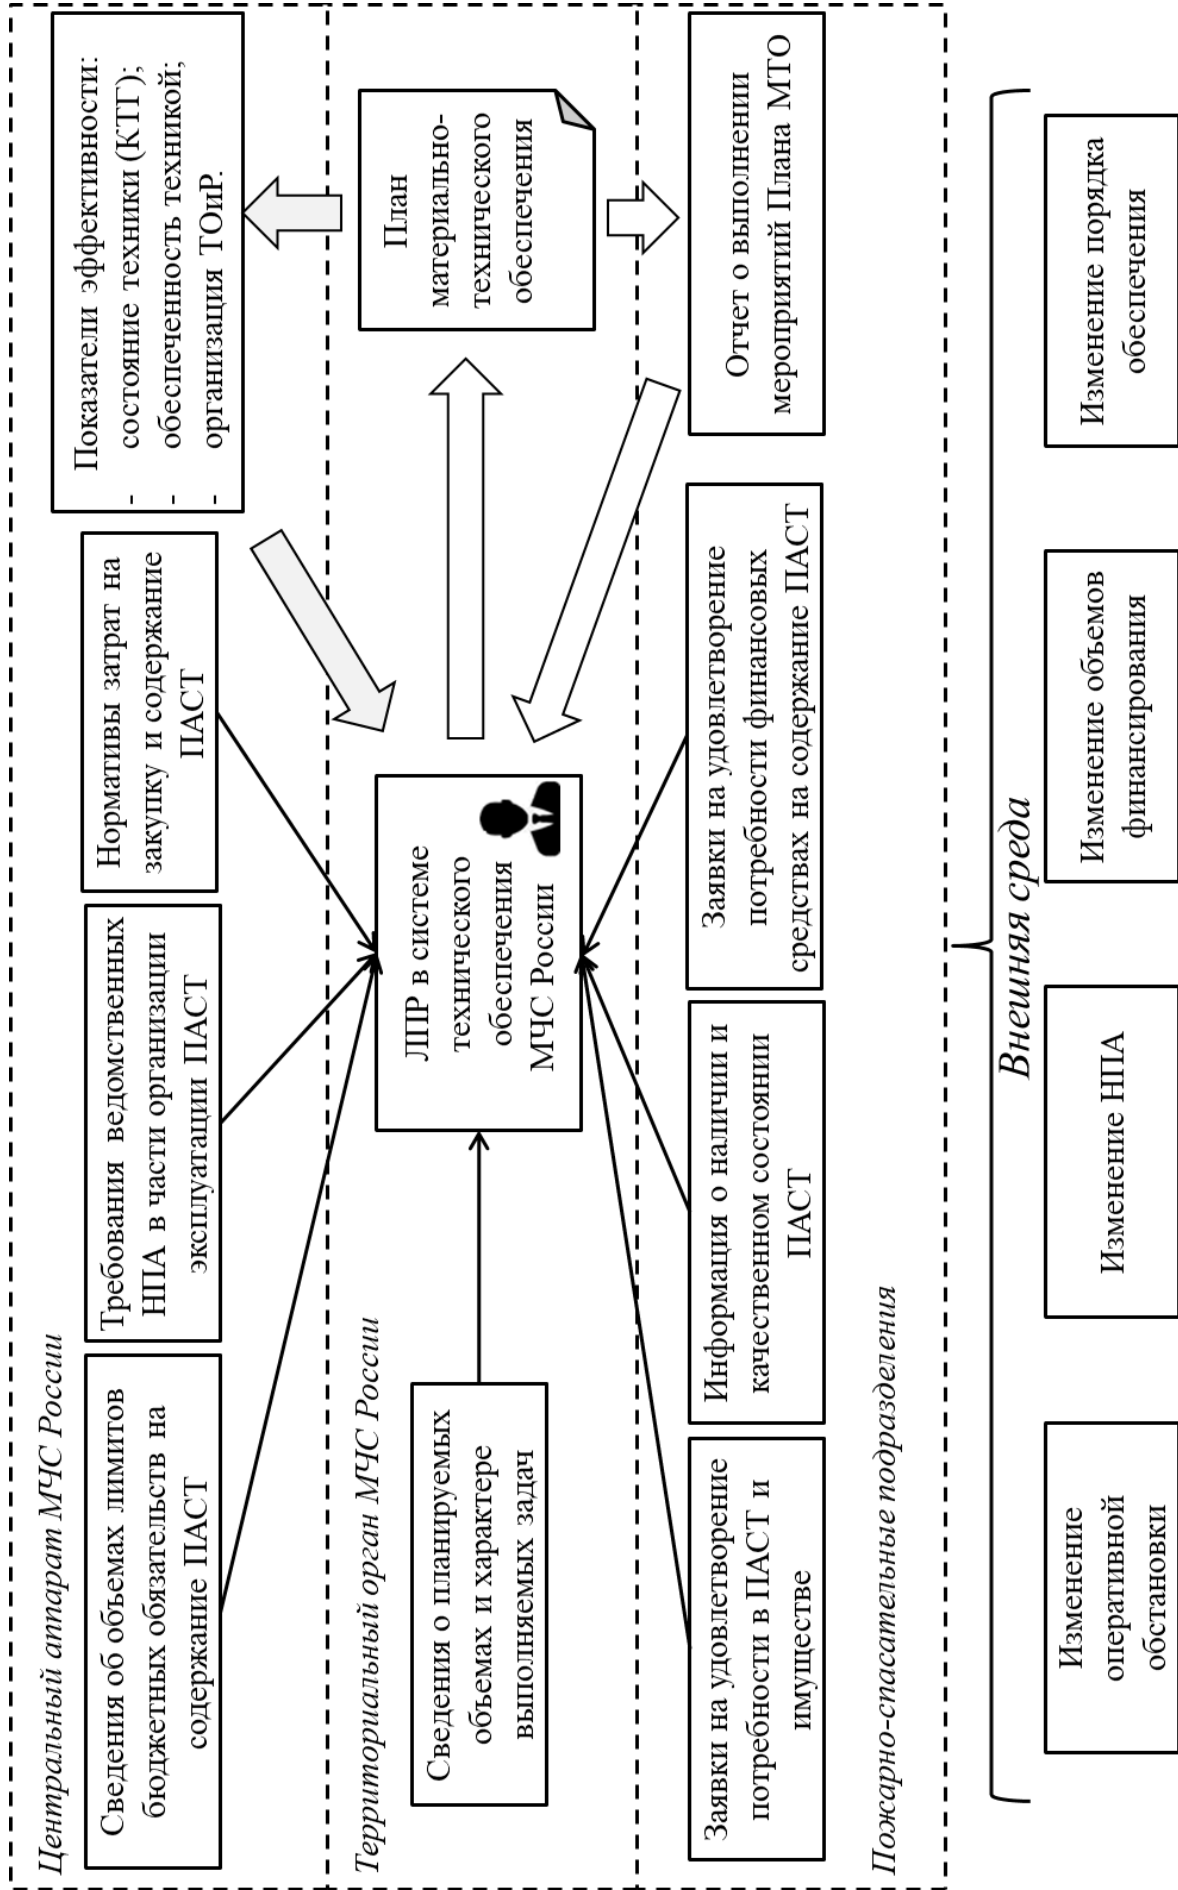 Центральный аппарат МЧС России
Сведения об объемах лимитов
бюджетных обязательств на
содержание ПАСТ
Требования ведомственных
НПА в части организации
эксплуатации ПАСТ
Нормативы затрат на
закупку и содержание
ПАСТ
Показатели эффективности:
- состояние техники (КТГ);
- обеспеченность техникой;
- организация ТОиР.
Территориальный орган МЧС России
Сведения о планируемых
объемах и характере
выполняемых задач
ЛПР в системе
технического
обеспечения
МЧС России
План
материально-
технического
обеспечения
Заявки на удовлетворение
потребности в ПАСТ и
имуществе
Информация о наличии и
качественном состоянии
ПАСТ
Заявки на удовлетворение
потребности финансовых
средствах на содержание ПАСТ
Отчет о выполнении
мероприятий Плана МТО
Пожарно-спасательные подразделения
Внешняя среда
Изменение
оперативной
обстановки
Изменение НПА
Изменение объемов
финансирования
Изменение порядка
обеспечения